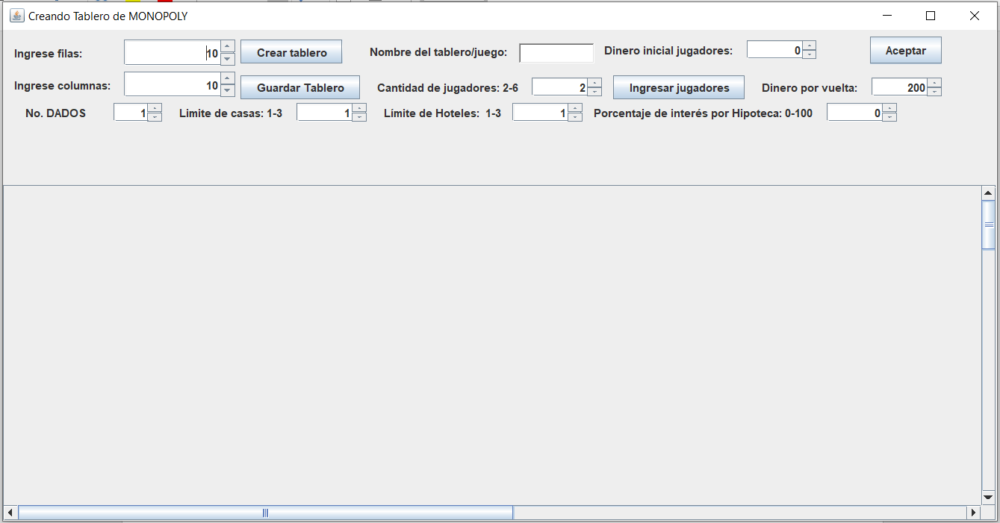 Creando Tablero de MONOPOLY
Ingrese filas: 10 Crear tablero Nombre del tablero/juego: Dinero inicial jugadores: 0 Aceptar
Ingrese columnas: 10 Guardar Tablero Cantidad de jugadores: 2-6 2 Ingresar jugadores Dinero por vuelta: 200
No. DADOS 1 Limite de casas: 1-3 1 Límite de Hoteles: 1-3 1 Porcentaje de interés por Hipoteca: 0-100 0